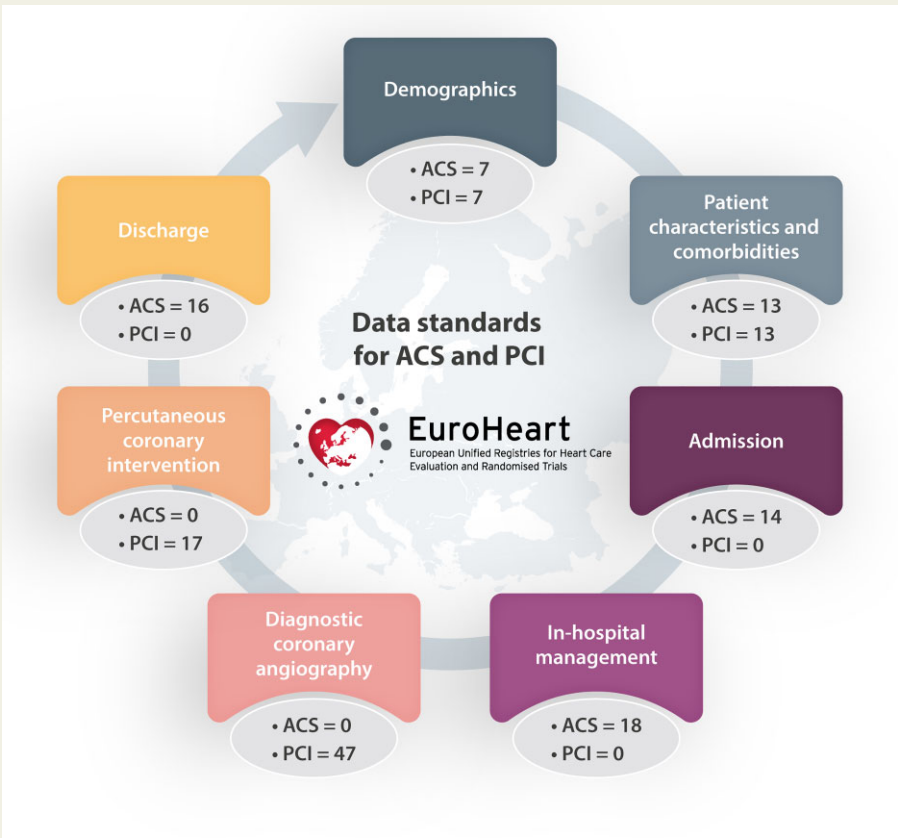 Demographics
• ACS = 7
• PCI = 7
Patient
characteristics and
comorbidities
• ACS = 13
• PCI = 13
Admission
• ACS = 14
• PCI = 0
In-hospital
management
• ACS = 18
• PCI = 0
Diagnostic
coronary
angiography
• ACS = 0
• PCI = 47
Percutaneous
coronary
intervention
• ACS = 0
• PCI = 17
Discharge
• ACS = 16
• PCI = 0
Data standards
for ACS and PCI
EuroHeart
European Unified Registries for Heart Care
Evaluation and Randomised Trials